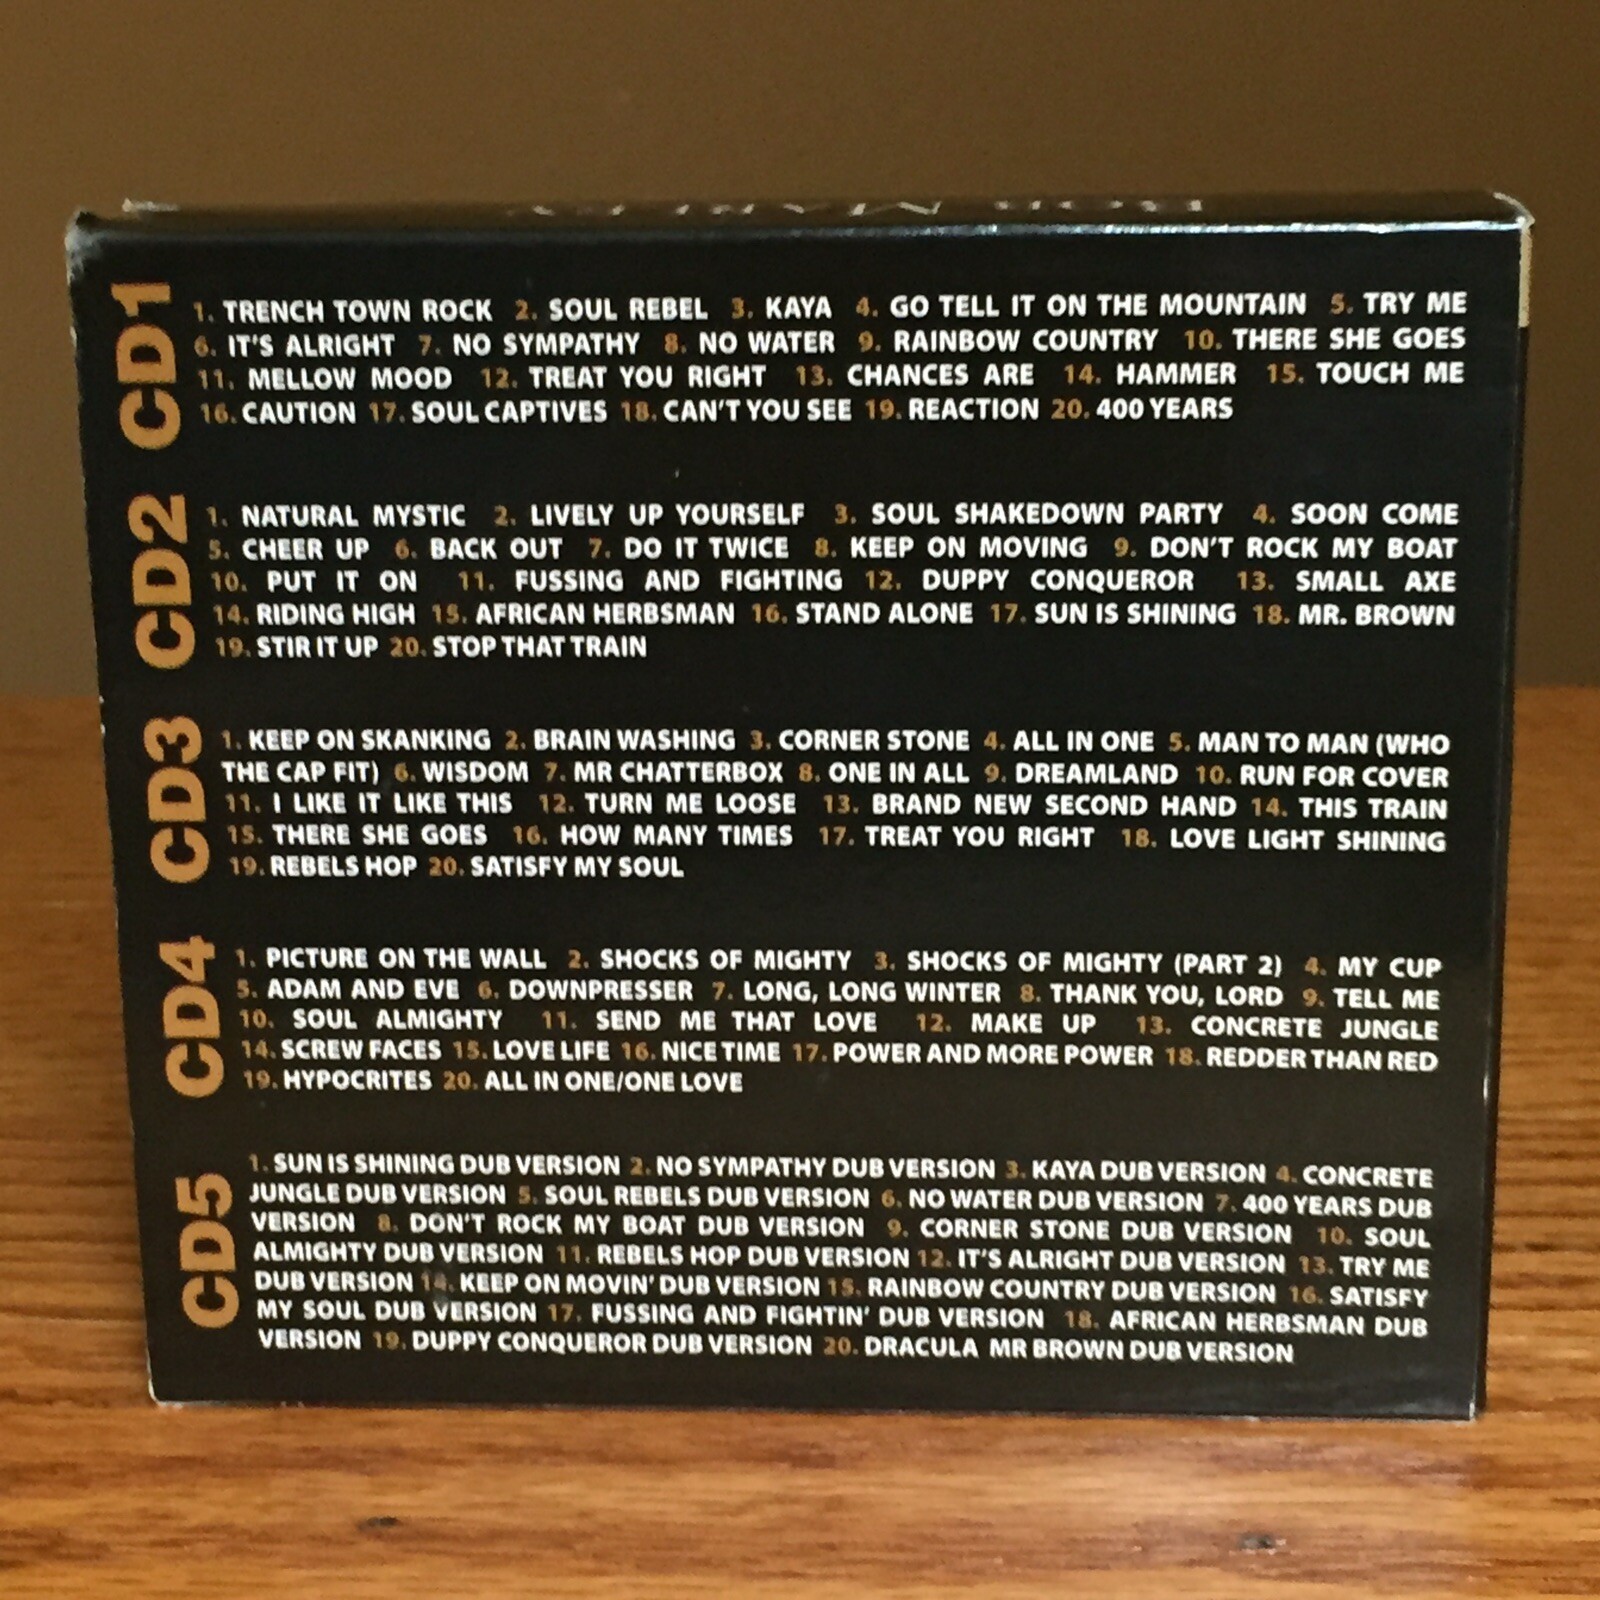 CD1
1. TRENCH TOWN ROCK 2. SOUL REBEL 3. KAYA 4. GO TELL IT ON THE MOUNTAIN 5. TRY ME
6. IT'S ALRIGHT 7. NO SYMPATHY 8. NO WATER 9. RAINBOW COUNTRY 10. THERE SHE GOES
11. MELLOW MOOD 12. TREAT YOU RIGHT 13. CHANCES ARE 14. HAMMER 15. TOUCH ME
16. CAUTION 17. SOUL CAPTIVES 18. CAN'T YOU SEE 19. REACTION 20. 400 YEARS
CD2
1. NATURAL MYSTIC 2. LIVELY UP YOURSELF 3. SOUL SHAKEDOWN PARTY 4. SOON COME
5. CHEER UP 6. BACK OUT 7. DO IT TWICE 8. KEEP ON MOVING 9. DON'T ROCK MY BOAT
10. PUT IT ON 11. FUSSING AND FIGHTING 12. DUPPY CONQUEROR 13. SMALL AXE
14. RIDING HIGH 15. AFRICAN HERBSMAN 16. STAND ALONE 17. SUN IS SHINING 18. MR. BROWN
19. STIR IT UP 20. STOP THAT TRAIN
CD3
1. KEEP ON SKANKING 2. BRAIN WASHING 3. CORNER STONE 4. ALL IN ONE 5. MAN TO MAN (WHO
THE CAP FIT) 6. WISDOM 7. MR CHATTERBOX 8. ONE IN ALL 9. DREAMLAND 10. RUN FOR COVER
11. I LIKE IT LIKE THIS 12. TURN ME LOOSE 13. BRAND NEW SECOND HAND 14. THIS TRAIN
15. THERE SHE GOES 16. HOW MANY TIMES 17. TREAT YOU RIGHT 18. LOVE LIGHT SHINING
19. REBELS HOP 20. SATISFY MY SOUL
CD4
1. PICTURE ON THE WALL 2. SHOCKS OF MIGHTY 3. SHOCKS OF MIGHTY (PART 2) 4. MY CUP
5. ADAM AND EVE 6. DOWNPRESSER 7. LONG, LONG WINTER 8. THANK YOU, LORD 9. TELL ME
10. SOUL ALMIGHTY 11. SEND ME THAT LOVE 12. MAKE UP 13. CONCRETE JUNGLE
14. SCREW FACES 15. LOVE LIFE 16. NICE TIME 17. POWER AND MORE POWER 18. REDDER THAN RED
19. HYPOCRITES 20. ALL IN ONE/ONE LOVE
CD5
1. SUN IS SHINING DUB VERSION 2. NO SYMPATHY DUB VERSION 3. KAYA DUB VERSION 4. CONCRETE
JUNGLE DUB VERSION 5. SOUL REBELS DUB VERSION 6. NO WATER DUB VERSION 7. 400 YEARS DUB
VERSION 8. DON'T ROCK MY BOAT DUB VERSION 9. CORNER STONE DUB VERSION 10. SOUL
ALMIGHTY DUB VERSION 11. REBELS HOP DUB VERSION 12. IT'S ALRIGHT DUB VERSION 13. TRY ME
DUB VERSION 14. KEEP ON MOVIN' DUB VERSION 15. RAINBOW COUNTRY DUB VERSION 16. SATISFY
MY SOUL DUB VERSION 17. FUSSING AND FIGHTIN' DUB VERSION 18. AFRICAN HERBSMAN DUB
VERSION 19. DUPPY CONQUEROR DUB VERSION 20. DRACULA MR BROWN DUB VERSION